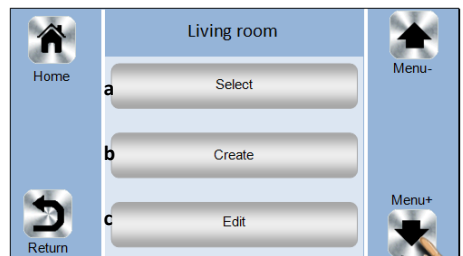 Living room
Home
Menu-
a Select
b Create
Menu+
c Edit
Return